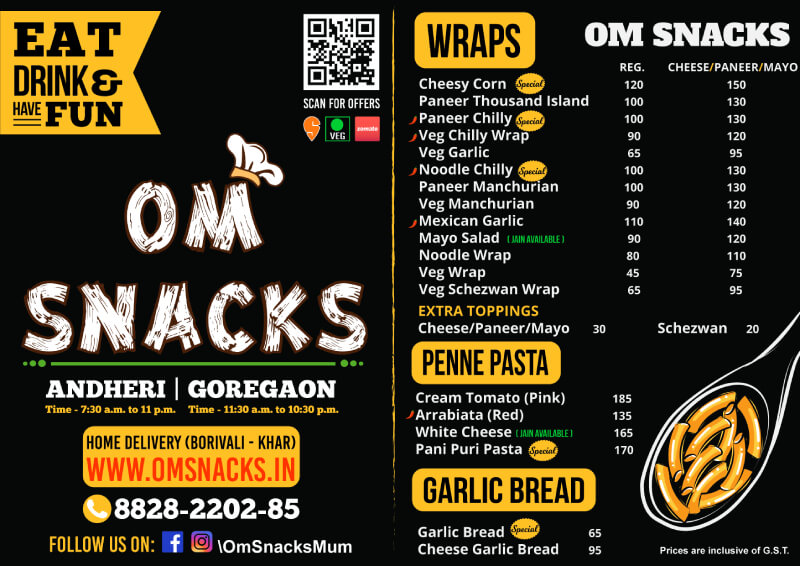 EAT
DRINK &
HAVE FUN
SCAN FOR OFFERS
VEG
zomato
OM
SNACKS
ANDHERI | GOREGAON
Time - 7:30 a.m. to 11 p.m. Time - 11:30 a.m. to 10:30 p.m.
HOME DELIVERY (BORIVALI - KHAR)
WWW.OMSNACKS.IN
8828-2202-85
FOLLOW US ON: \OmSnacksMum
WRAPS OM SNACKS
REG. CHEESE/PANEER/MAYO
Cheesy Corn Special 120 150
Paneer Thousand Island 100 130
Paneer Chilly Special 100 130
Veg Chilly Wrap 90 120
Veg Garlic 65 95
Noodle Chilly Special 100 130
Paneer Manchurian 100 130
Veg Manchurian 90 120
Mexican Garlic 110 140
Mayo Salad ( JAIN AVAILABLE ) 90 120
Noodle Wrap 80 110
Veg Wrap 45 75
Veg Schezwan Wrap 65 95
EXTRA TOPPINGS
Cheese/Paneer/Mayo 30 Schezwan 20
PENNE PASTA
Cream Tomato (Pink) 185
Arrabiata (Red) 135
White Cheese ( JAIN AVAILABLE ) 165
Pani Puri Pasta Special 170
GARLIC BREAD
Garlic Bread Special 65
Cheese Garlic Bread 95
Prices are inclusive of G.S.T.